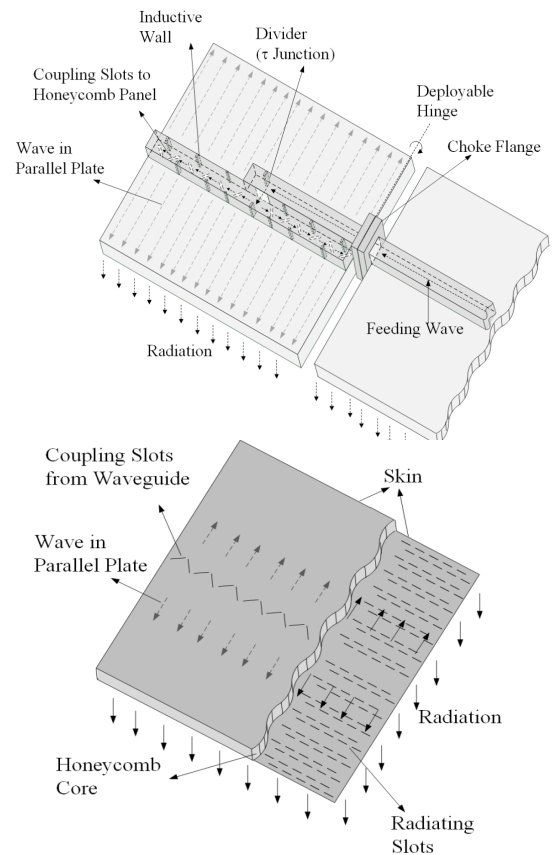 Inductive
Wall
Divider
(τ Junction)
Coupling Slots to
Honeycomb Panel
Deployable
Hinge
Choke Flange
Wave in
Parallel Plate
Feeding Wave
Radiation
Coupling Slots
from Waveguide
Skin
Wave in
Parallel Plate
Radiation
Honeycomb
Core
Radiating
Slots